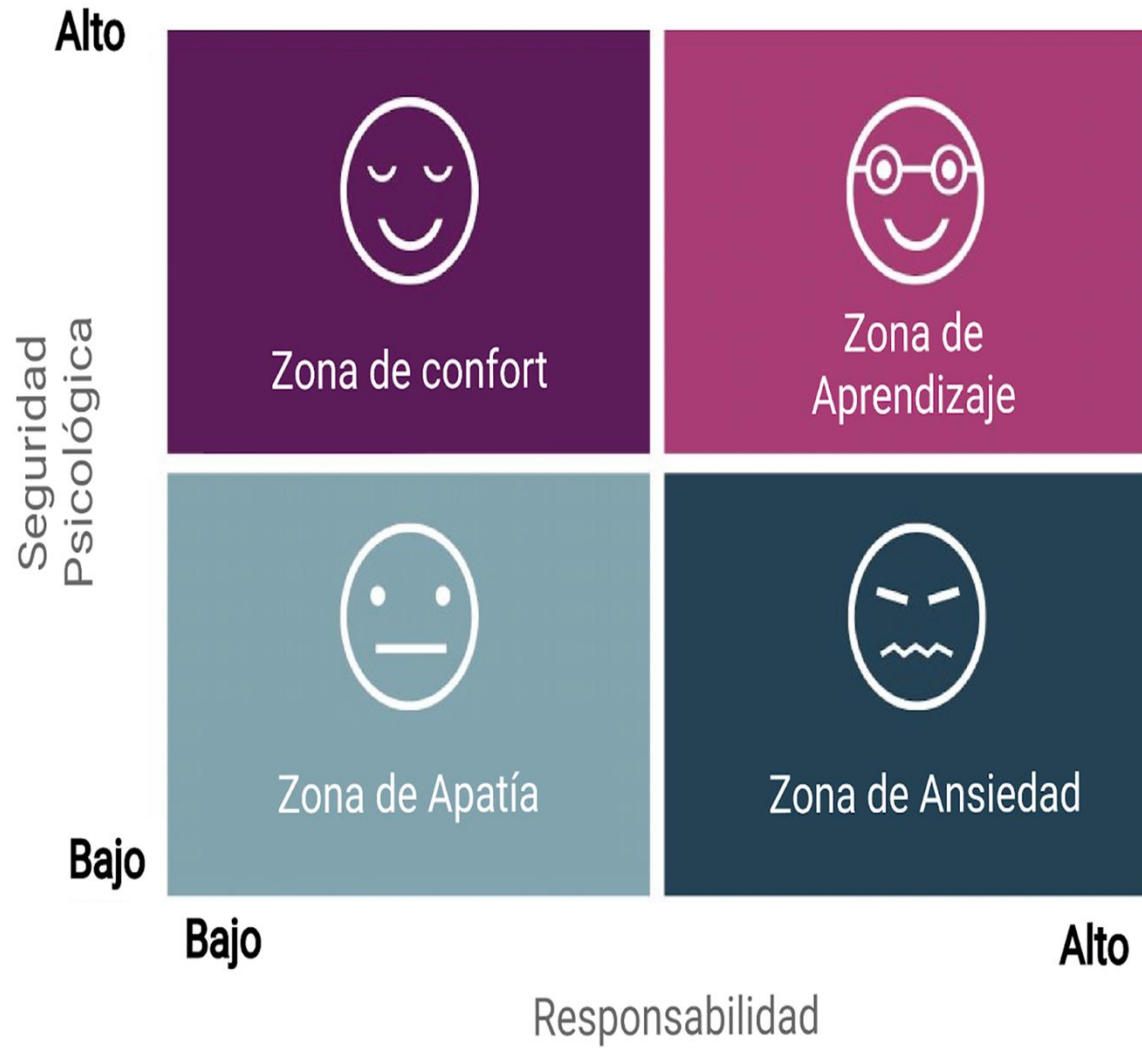 Alto
Zona de confort
Zona de
Aprendizaje
Seguridad
Psicológica
Zona de Apatía
Zona de Ansiedad
Bajo
Bajo
Alto
Responsabilidad